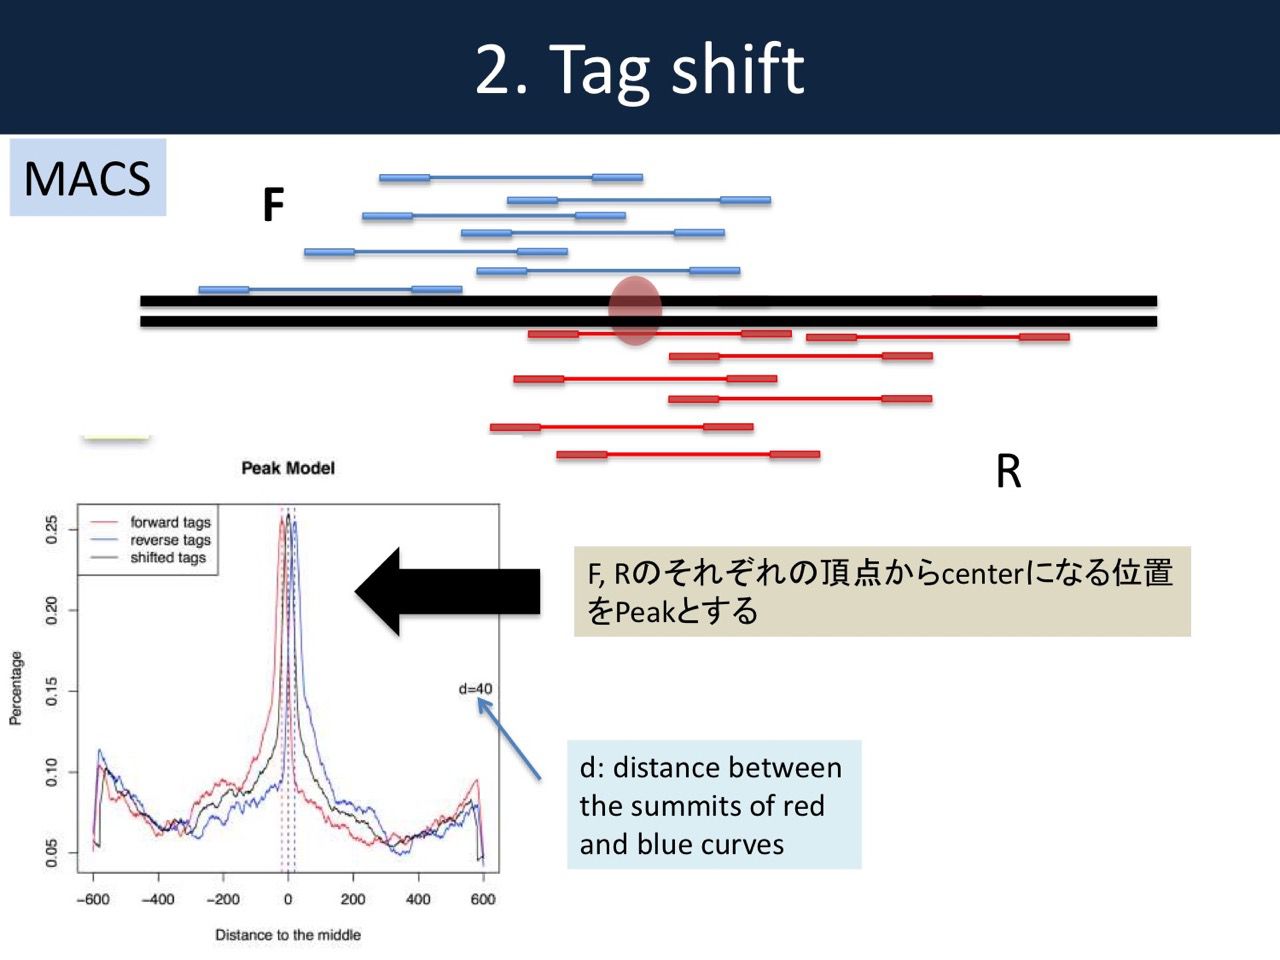 2. Tag shift
MACS
F
R
Peak Model
forward tags
reverse tags
shifted tags
0.25
0.20
0.15
0.10
0.05
Percentage
d=40
−600 −400 −200 0 200 400 600
Distance to the middle
F, Rのそれぞれの頂点からcenterになる位置
をPeakとする
d: distance between
the summits of red
and blue curves